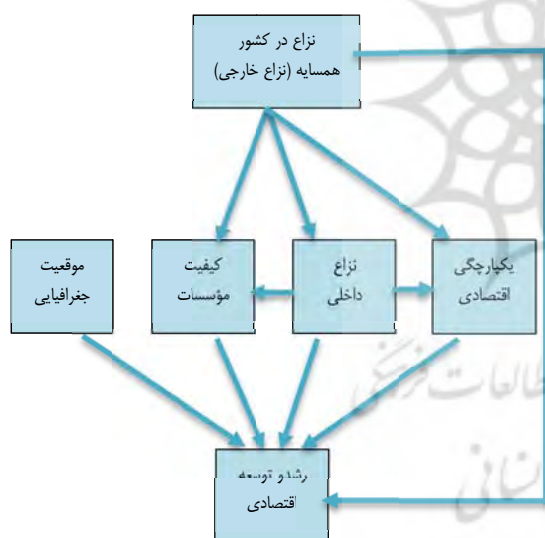 نزاع در کشور
همسایه (نزاع خارجی)
یکپارچگی
اقتصادی
نزاع
داخلی
کیفیت
مؤسسات
موقعیت
جغرافیایی
رشد و توسعه
اقتصادی